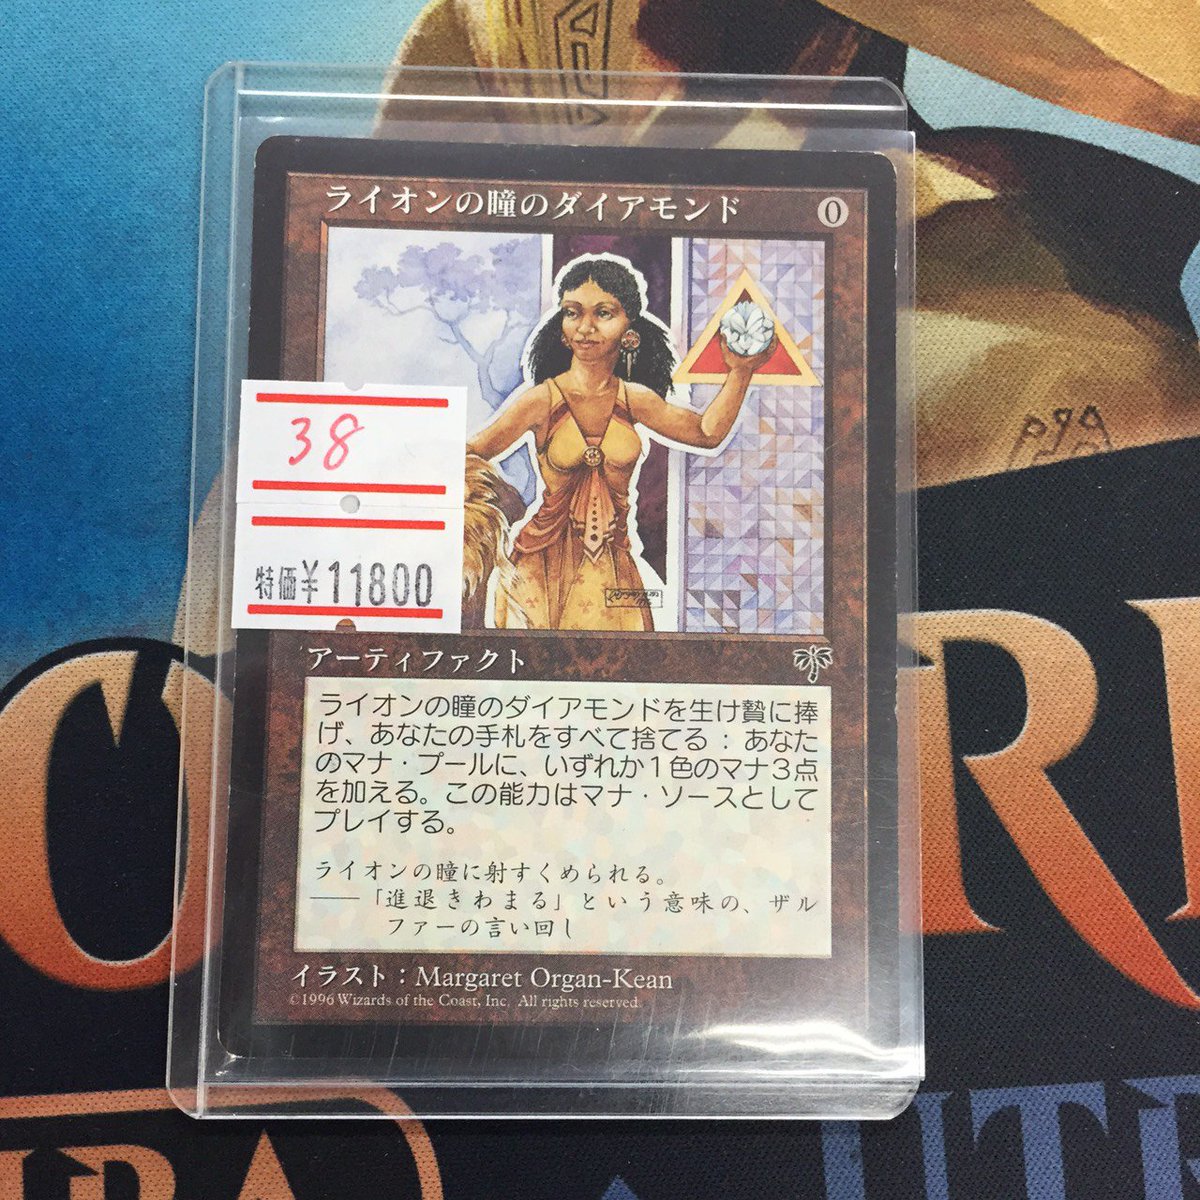 ライオンの瞳のダイアモンド
0
38
特価¥11800
アーティファクト
ライオンの瞳のダイアモンドを生け贄に捧
げ、あなたの手札をすべて捨てる：あなた
のマナ・プールに、いずれか1色のマナ3点
を加える。この能力はマナ・ソースとして
プレイする。
ライオンの瞳に射すくめられる。
──「進退きわまる」という意味の、ザル
ファーの言い回し
イラスト：Margaret Organ-Kean
©1996 Wizards of the Coast, Inc. All rights reserved.